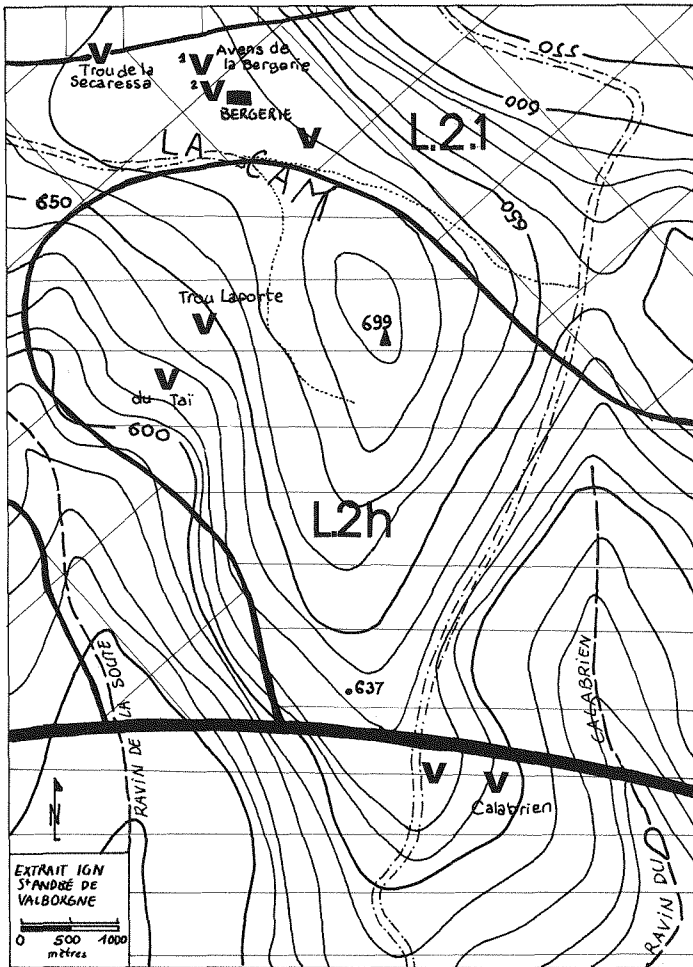 550
Trou de la
Secaressa
1
Avens de
la Bergerie
2
BERGERIE
600
L.2.1
LA CAM
650
650
Trou Laporte
699
du Taï
600
L2h
637
RAVIN DE LA SOUTE
CALABRIEN
Calabrien
N
RAVIN DU
EXTRAIT IGN
St ANDRÉ DE
VALBORGNE
0 500 1000
mètres